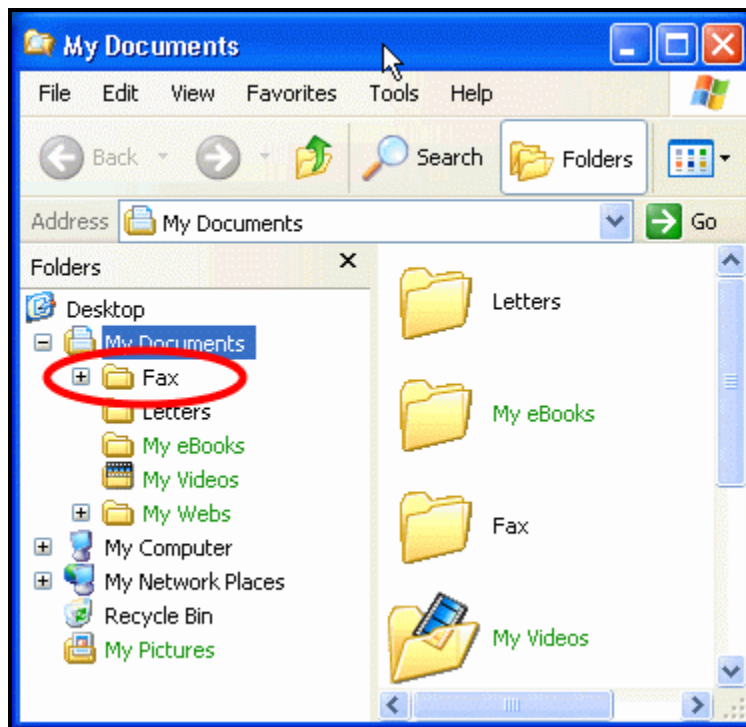 My Documents
File Edit View Favorites Tools Help
Back Search Folders
Address My Documents Go
Folders
Desktop
My Documents
Fax
Letters
My eBooks
My Videos
My Webs
My Computer
My Network Places
Recycle Bin
My Pictures
Letters
My eBooks
Fax
My Videos